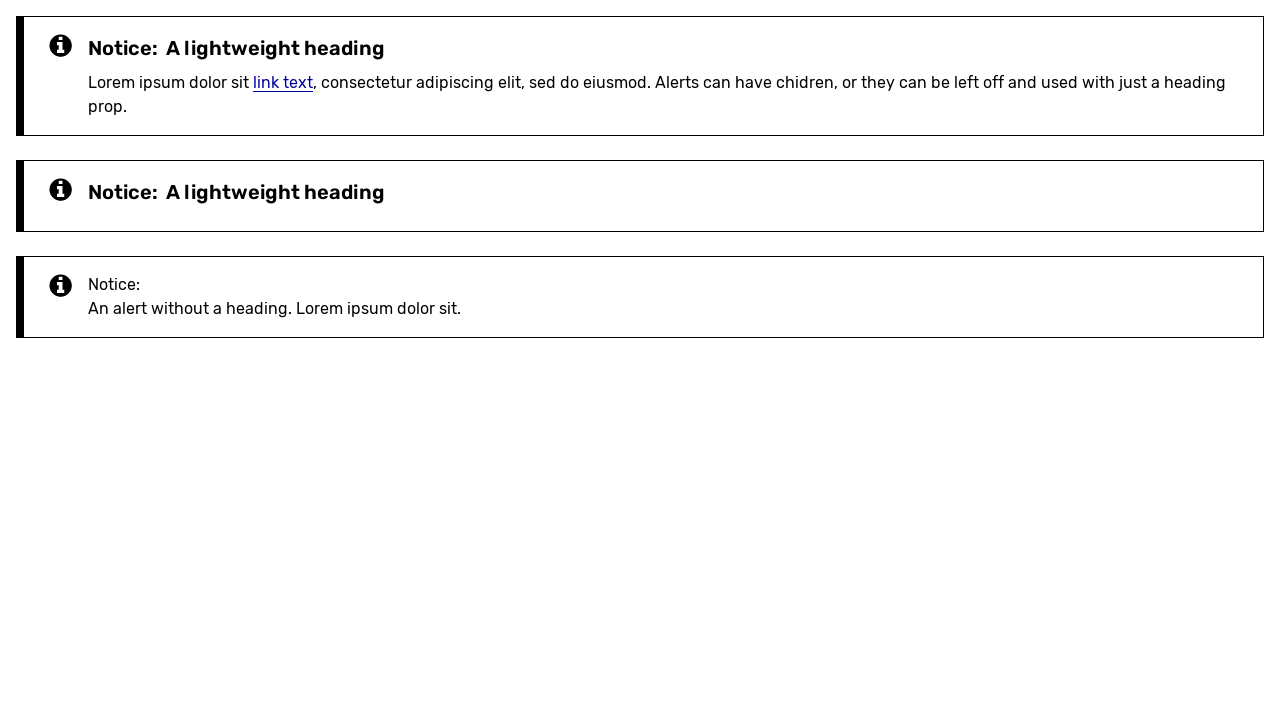 Notice: A lightweight heading
Lorem ipsum dolor sit link text, consectetur adipiscing elit, sed do eiusmod. Alerts can have chidren, or they can be left off and used with just a heading
prop.
Notice: A lightweight heading
Notice:
An alert without a heading. Lorem ipsum dolor sit.